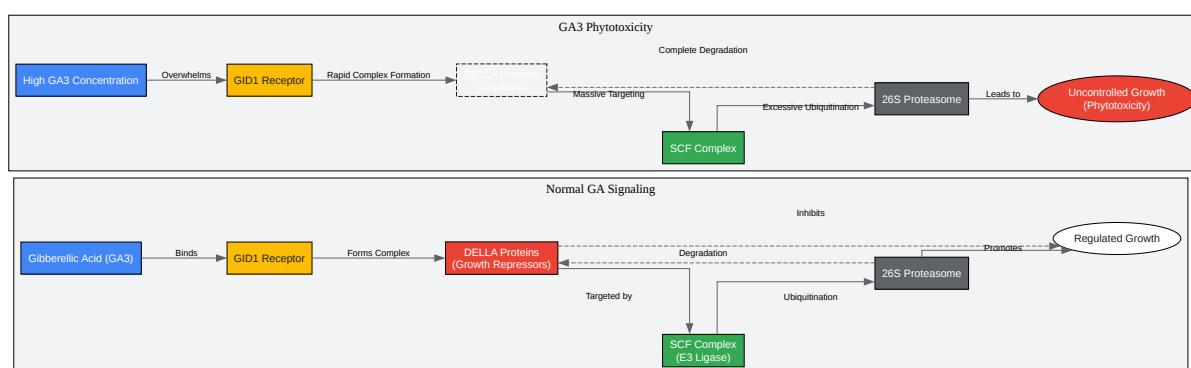 GA3 Phytotoxicity
Complete Degradation
High GA3 Concentration
Overwhelms
GID1 Receptor
Rapid Complex Formation
DELLA Proteins
Massive Targeting
Excessive Ubiquitination
26S Proteasome
Leads to
Uncontrolled Growth
(Phytotoxicity)
SCF Complex
Normal GA Signaling
Inhibits
Gibberellic Acid (GA3)
Binds
GID1 Receptor
Forms Complex
DELLA Proteins
(Growth Repressors)
Degradation
Promotes
Regulated Growth
26S Proteasome
Targeted by
Ubiquitination
SCF Complex
(E3 Ligase)